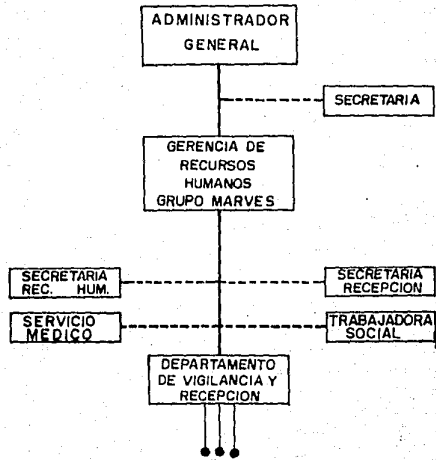 ADMINISTRADOR
GENERAL
SECRETARIA
GERENCIA DE
RECURSOS
HUMANOS
GRUPO MARVES
SECRETARIA
REC. HUM.
SECRETARIA
RECEPCION
SERVICIO
MEDICO
TRABAJADORA
SOCIAL
DEPARTAMENTO
DE VIGILANCIA Y
RECEPCION